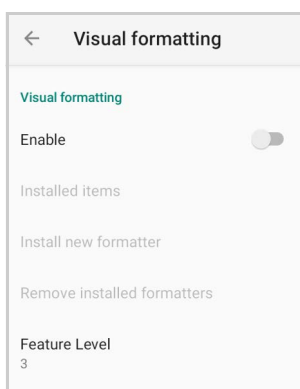 Visual formatting
Visual formatting
Enable
Installed items
Install new formatter
Remove installed formatters
Feature Level
3